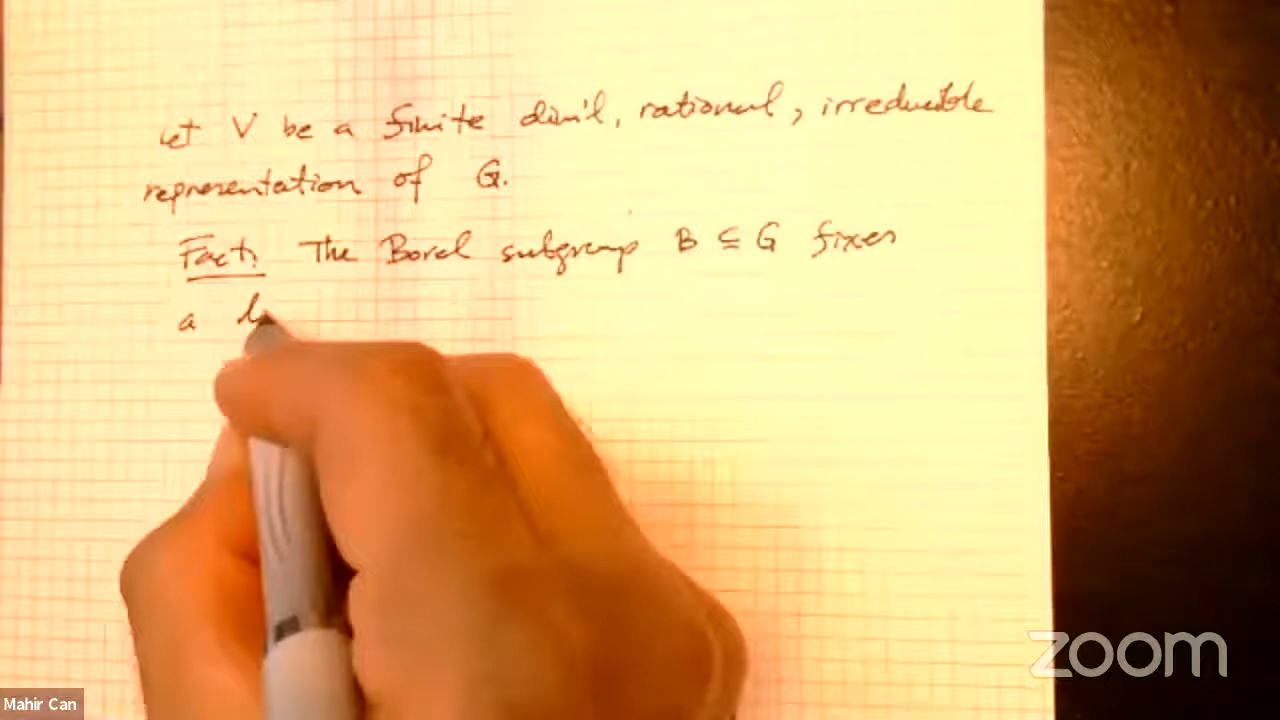 Let V be a finite dim'l, rational, irreducible
representation of G.
Fact: The Borel subgroup B ⊆ G fixes
a
zoom
Mahir Can